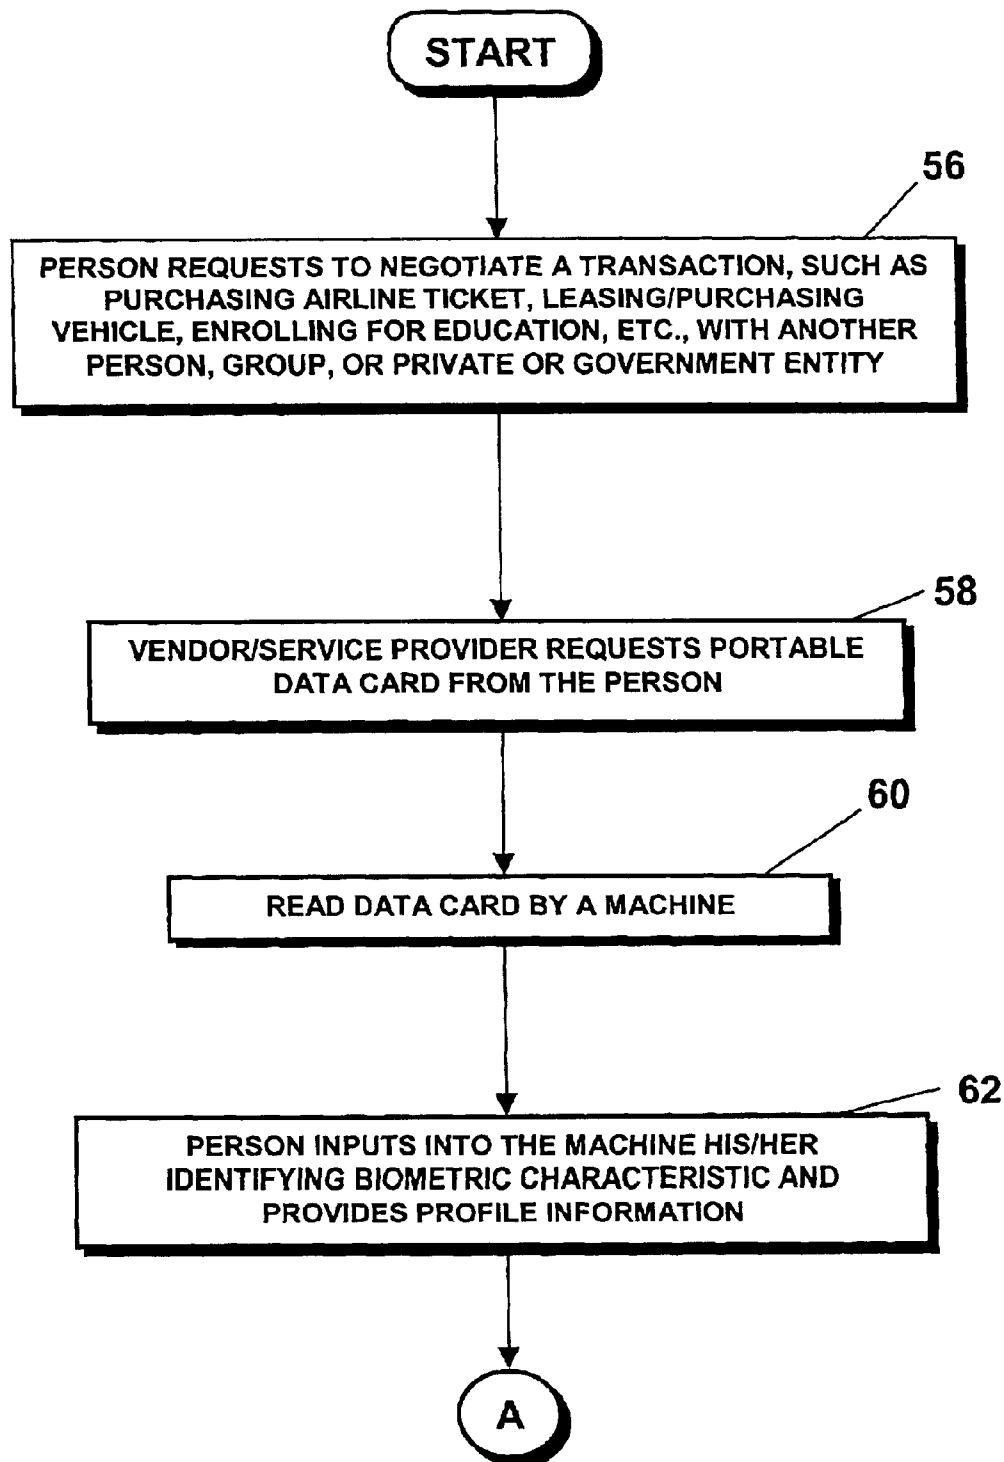 START
56
PERSON REQUESTS TO NEGOTIATE A TRANSACTION, SUCH AS
PURCHASING AIRLINE TICKET, LEASING/PURCHASING
VEHICLE, ENROLLING FOR EDUCATION, ETC., WITH ANOTHER
PERSON, GROUP, OR PRIVATE OR GOVERNMENT ENTITY
58
VENDOR/SERVICE PROVIDER REQUESTS PORTABLE
DATA CARD FROM THE PERSON
60
READ DATA CARD BY A MACHINE
62
PERSON INPUTS INTO THE MACHINE HIS/HER
IDENTIFYING BIOMETRIC CHARACTERISTIC AND
PROVIDES PROFILE INFORMATION
A